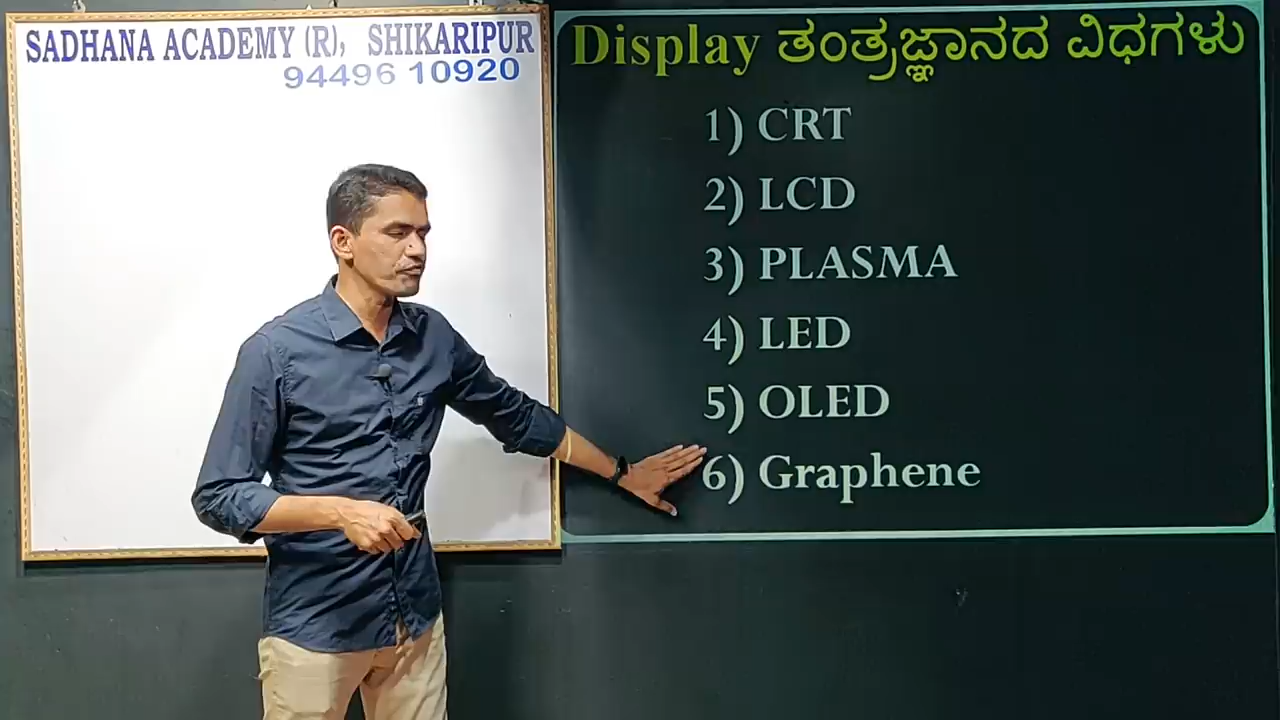 SADHANA ACADEMY (R), SHIKARIPUR
94496 10920
Display ತಂತ್ರಜ್ಞಾನದ ವಿಧಗಳು
1) CRT
2) LCD
3) PLASMA
4) LED
5) OLED
6) Graphene